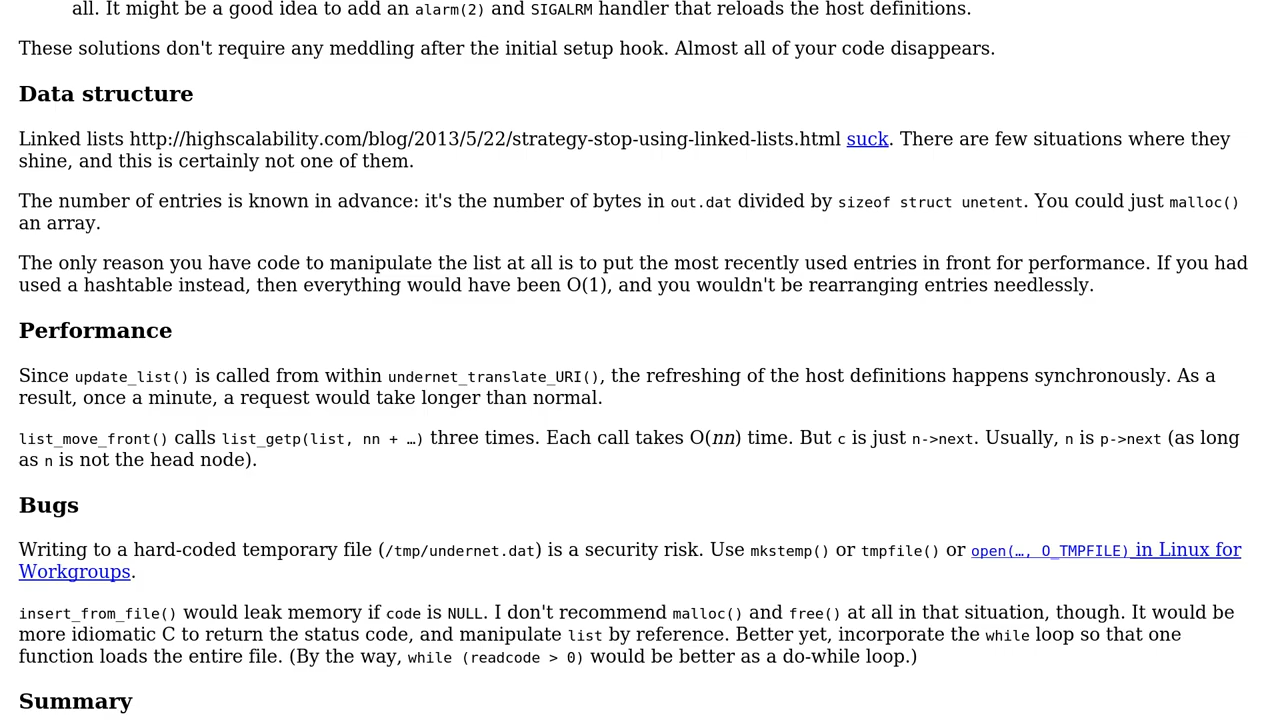 all. It might be a good idea to add an alarm(2) and SIGALRM handler that reloads the host definitions.
These solutions don't require any meddling after the initial setup hook. Almost all of your code disappears.
Data structure
Linked lists http://highscalability.com/blog/2013/5/22/strategy-stop-using-linked-lists.html suck. There are few situations where they
shine, and this is certainly not one of them.
The number of entries is known in advance: it's the number of bytes in out.dat divided by sizeof struct unetent. You could just malloc()
an array.
The only reason you have code to manipulate the list at all is to put the most recently used entries in front for performance. If you had
used a hashtable instead, then everything would have been O(1), and you wouldn't be rearranging entries needlessly.
Performance
Since update_list() is called from within undernet_translate_URI(), the refreshing of the host definitions happens synchronously. As a
result, once a minute, a request would take longer than normal.
list_move_front() calls list_getp(list, nn + …) three times. Each call takes O(nn) time. But c is just n->next. Usually, n is p->next (as long
as n is not the head node).
Bugs
Writing to a hard-coded temporary file (/tmp/undernet.dat) is a security risk. Use mkstemp() or tmpfile() or open(…, O_TMPFILE) in Linux for
Workgroups.
insert_from_file() would leak memory if code is NULL. I don't recommend malloc() and free() at all in that situation, though. It would be
more idiomatic C to return the status code, and manipulate list by reference. Better yet, incorporate the while loop so that one
function loads the entire file. (By the way, while (readcode > 0) would be better as a do-while loop.)
Summary